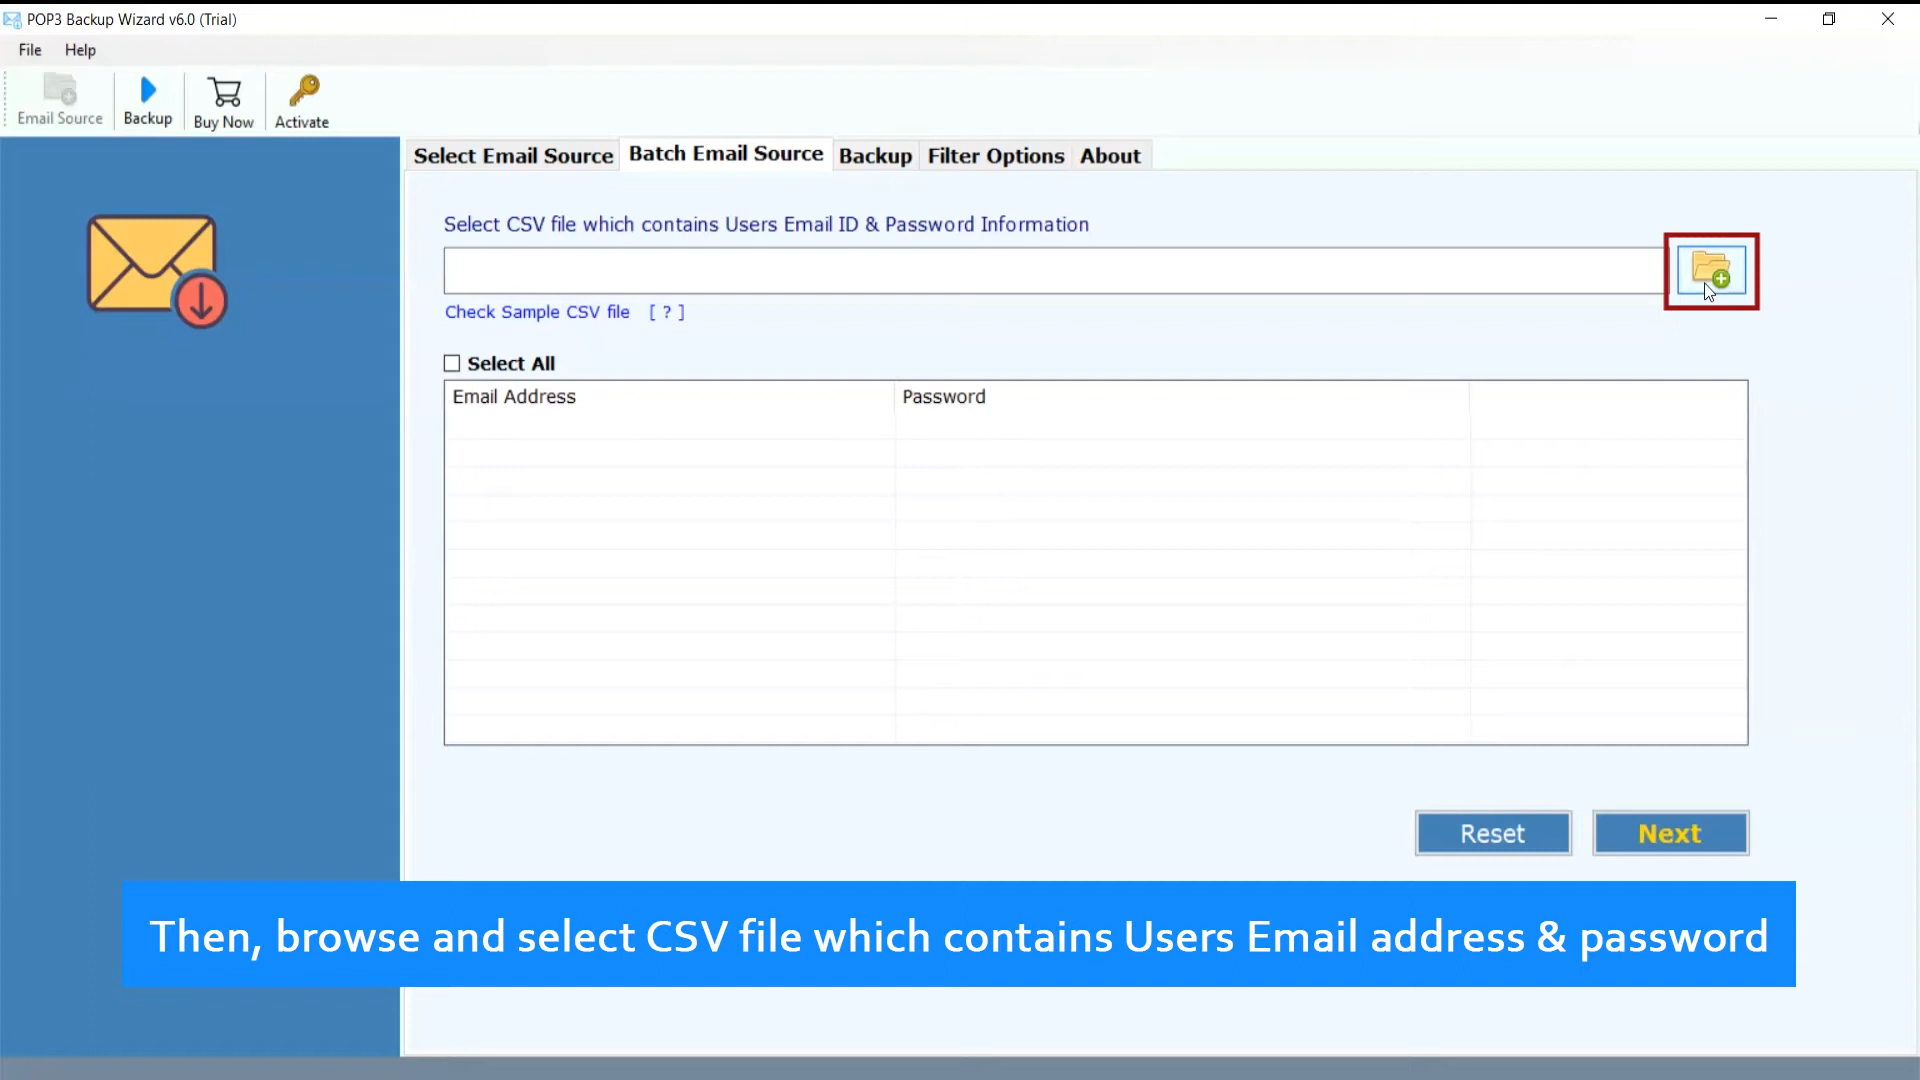 POP3 Backup Wizard v6.0 (Trial)
File Help
Email Source Backup Buy Now Activate
Select Email Source Batch Email Source Backup Filter Options About
Select CSV file which contains Users Email ID & Password Information
Check Sample CSV file [ ? ]
Select All
Email Address Password
Reset Next
Then, browse and select CSV file which contains Users Email address & password